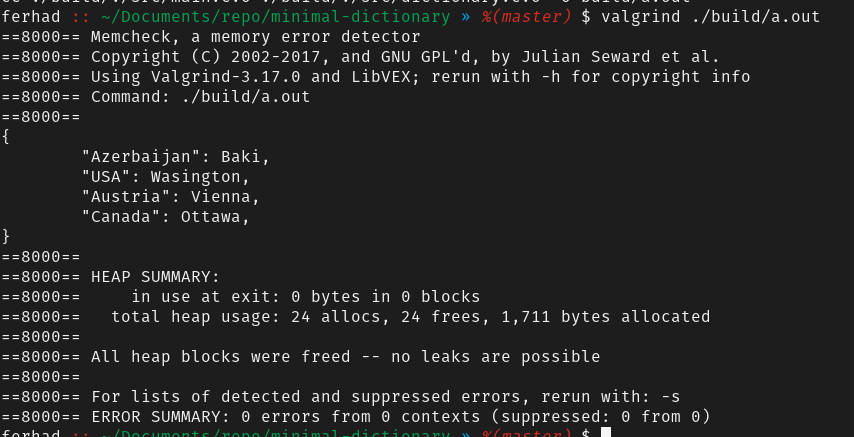 ferhad :: ~/Documents/repo/minimal-dictionary » %(master) $ valgrind ./build/a.out
==8000== Memcheck, a memory error detector
==8000== Copyright (C) 2002-2017, and GNU GPL'd, by Julian Seward et al.
==8000== Using Valgrind-3.17.0 and LibVEX; rerun with -h for copyright info
==8000== Command: ./build/a.out
==8000==
{
        "Azerbaijan": Baki,
        "USA": Wasington,
        "Austria": Vienna,
        "Canada": Ottawa,
}
==8000==
==8000== HEAP SUMMARY:
==8000==     in use at exit: 0 bytes in 0 blocks
==8000==   total heap usage: 24 allocs, 24 frees, 1,711 bytes allocated
==8000==
==8000== All heap blocks were freed -- no leaks are possible
==8000==
==8000== For lists of detected and suppressed errors, rerun with: -s
==8000== ERROR SUMMARY: 0 errors from 0 contexts (suppressed: 0 from 0)
ferhad :: ~/Documents/repo/minimal-dictionary » %(master) $